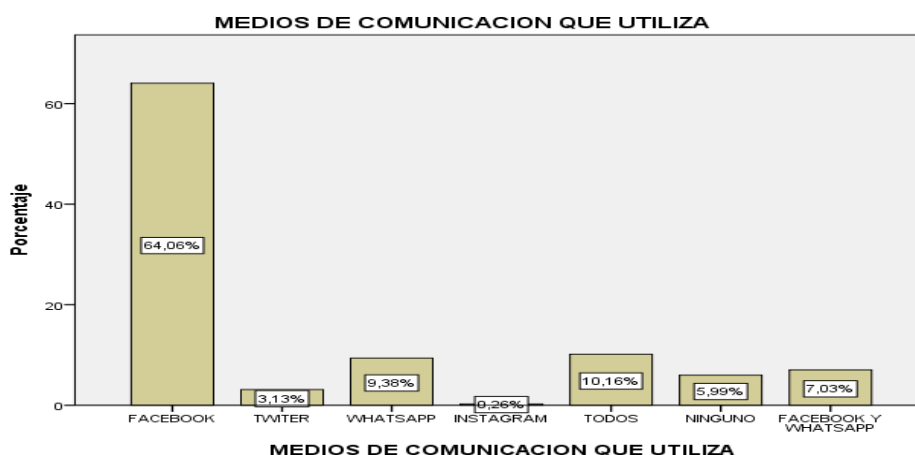 MEDIOS DE COMUNICACION QUE UTILIZA
Porcentaje
60
40
20
0
64,06%
3,13%
9,38%
0,26%
10,16%
5,99%
7,03%
FACEBOOK
TWITER
WHATSAPP
INSTAGRAM
TODOS
NINGUNO
FACEBOOK Y
WHATSAPP
MEDIOS DE COMUNICACION QUE UTILIZA